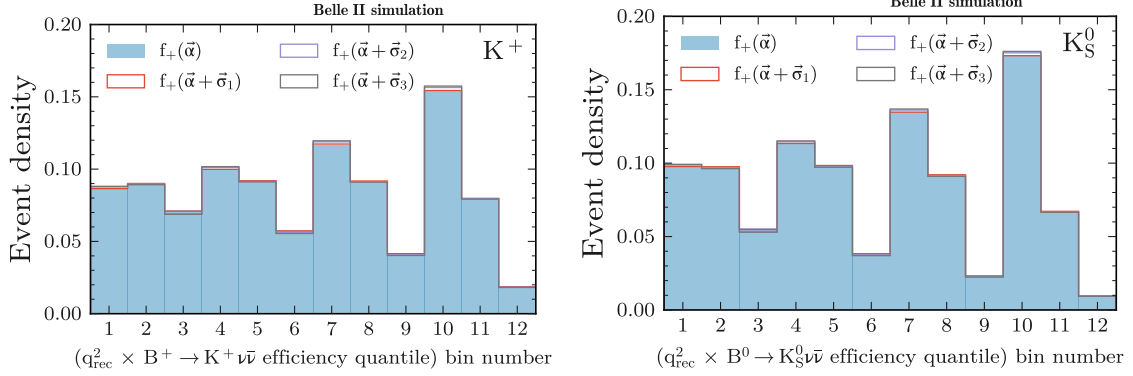 Belle II simulation
0.20
0.15
0.10
0.05
0.00
Event density
f₊(α⃗)
f₊(α⃗ + σ⃗₁)
f₊(α⃗ + σ⃗₂)
f₊(α⃗ + σ⃗₃)
K⁺
1 2 3 4 5 6 7 8 9 10 11 12
(q²rec × B⁺ → K⁺νν̄ efficiency quantile) bin number
Belle II simulation
0.20
0.15
0.10
0.05
0.00
Event density
f₊(α⃗)
f₊(α⃗ + σ⃗₁)
f₊(α⃗ + σ⃗₂)
f₊(α⃗ + σ⃗₃)
K⁰S
1 2 3 4 5 6 7 8 9 10 11 12
(q²rec × B⁰ → K⁰Sνν̄ efficiency quantile) bin number